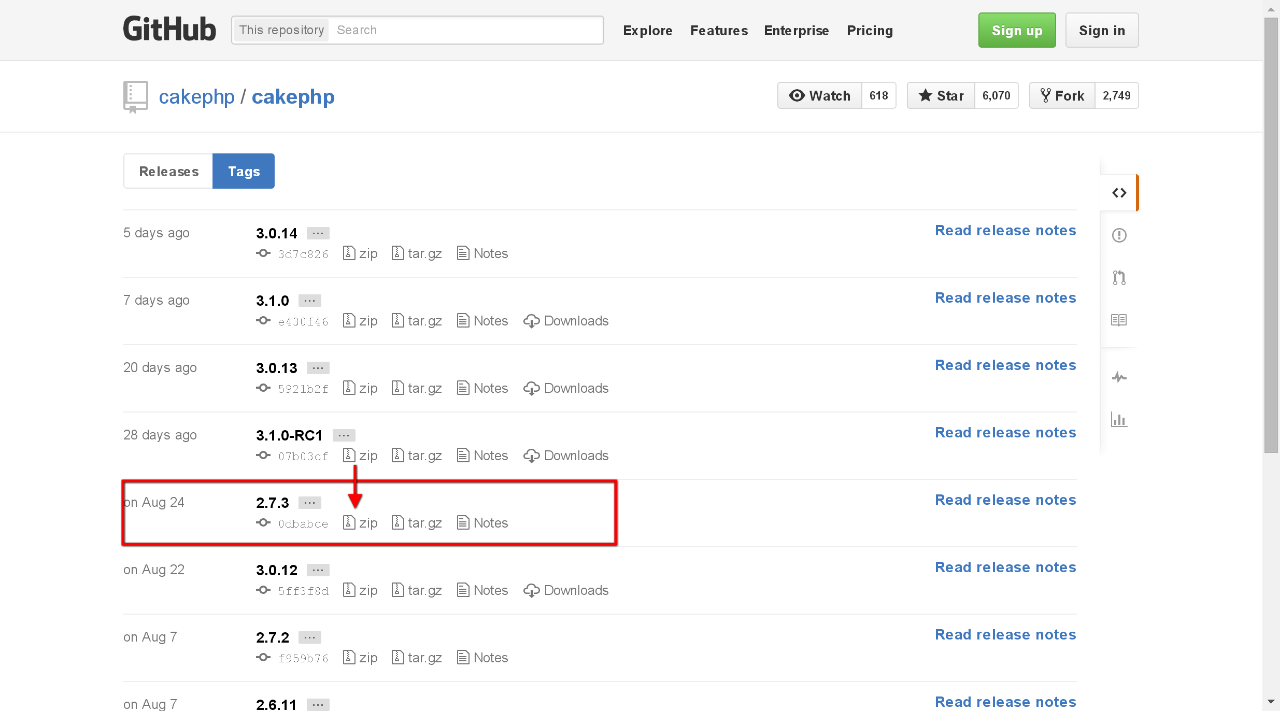 GitHub This repository Search Explore Features Enterprise Pricing Sign up Sign in
cakephp / cakephp Watch 618 Star 6,070 Fork 2,749
Releases Tags
5 days ago 3.0.14 ... Read release notes
3d7c826 zip tar.gz Notes
7 days ago 3.1.0 ... Read release notes
e430146 zip tar.gz Notes Downloads
20 days ago 3.0.13 ... Read release notes
5921b2f zip tar.gz Notes Downloads
28 days ago 3.1.0-RC1 ... Read release notes
07b03cf zip tar.gz Notes Downloads
on Aug 24 2.7.3 ... Read release notes
0cbabce zip tar.gz Notes
on Aug 22 3.0.12 ... Read release notes
5ff3f8d zip tar.gz Notes Downloads
on Aug 7 2.7.2 ... Read release notes
f959b76 zip tar.gz Notes
on Aug 7 2.6.11 ... Read release notes